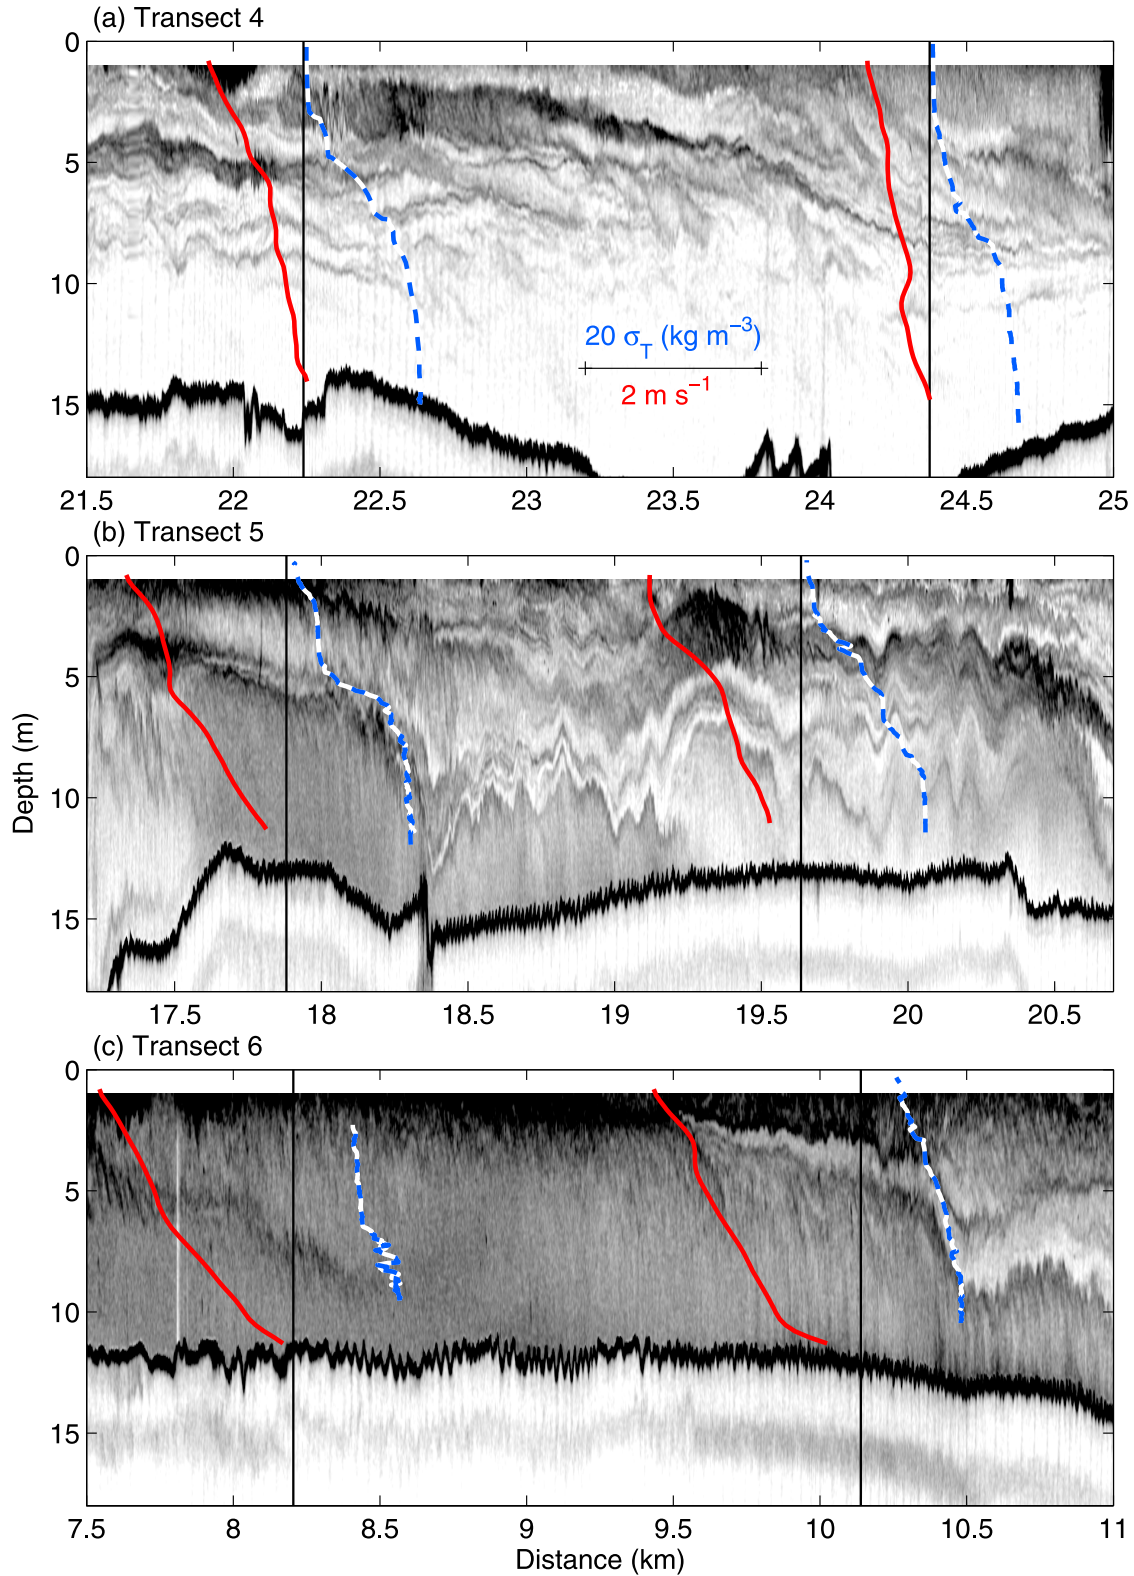 (a) Transect 4
0
5
10
15
20 σT (kg m−3)
2 m s−1
21.5 22 22.5 23 23.5 24 24.5 25
(b) Transect 5
0
5
10
15
Depth (m)
17.5 18 18.5 19 19.5 20 20.5
(c) Transect 6
0
5
10
15
7.5 8 8.5 9 9.5 10 10.5 11
Distance (km)